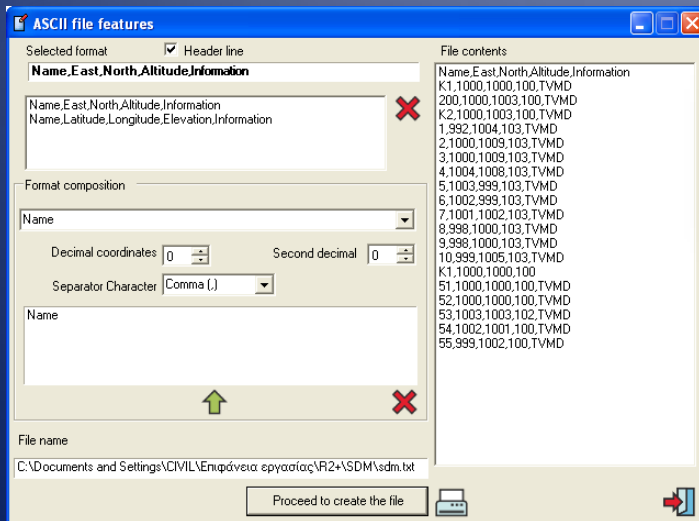 ASCII file features
Selected format
Header line
Name,East,North,Altitude,Information
Name,East,North,Altitude,Information
Name,Latitude,Longitude,Elevation,Information
Format composition
Name
Decimal coordinates 0
Second decimal 0
Separator Character Comma (,)
Name
File name
C:\Documents and Settings\CIVIL\Επιφάνεια εργασίας\R2+\SDM\sdm.txt
Proceed to create the file
File contents
Name,East,North,Altitude,Information
K1,1000,1000,100,TVMD
200,1000,1003,100,TVMD
K2,1000,1003,100,TVMD
1,992,1004,103,TVMD
2,1000,1009,103,TVMD
3,1000,1009,103,TVMD
4,1004,1008,103,TVMD
5,1003,999,103,TVMD
6,1002,999,103,TVMD
7,1001,1002,103,TVMD
8,998,1000,103,TVMD
9,998,1000,103,TVMD
10,999,1005,103,TVMD
K1,1000,1000,100
51,1000,1000,100,TVMD
52,1000,1000,100,TVMD
53,1003,1003,102,TVMD
54,1002,1001,100,TVMD
55,999,1002,100,TVMD